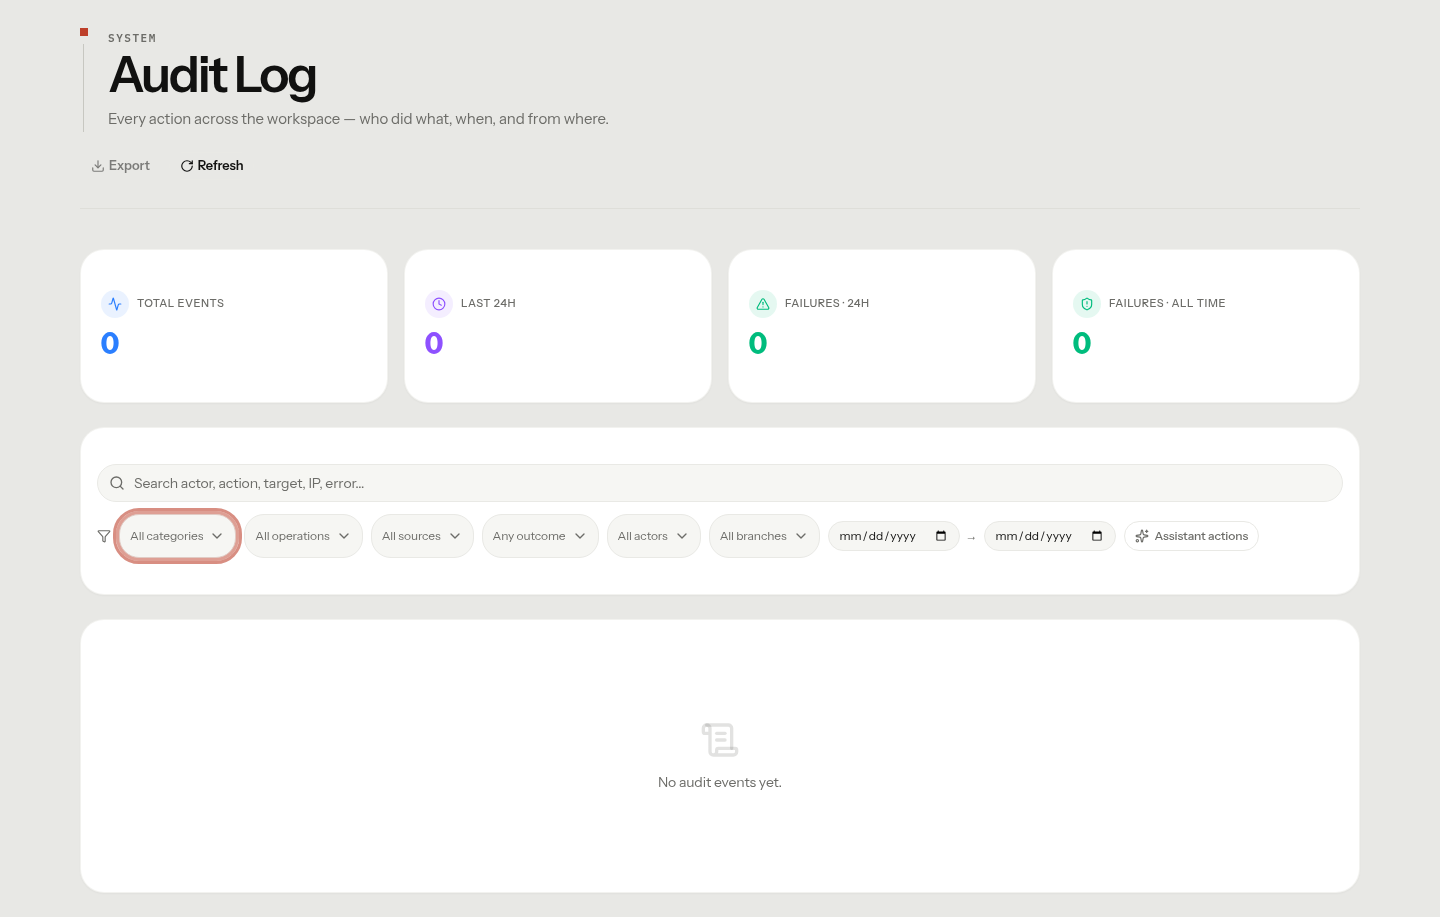 SYSTEM
Audit Log
Every action across the workspace — who did what, when, and from where.
Export Refresh
TOTAL EVENTS
0
LAST 24H
0
FAILURES · 24H
0
FAILURES · ALL TIME
0
Search actor, action, target, IP, error...
All categories All operations All sources Any outcome All actors All branches mm/dd/yyyy → mm/dd/yyyy Assistant actions
No audit events yet.